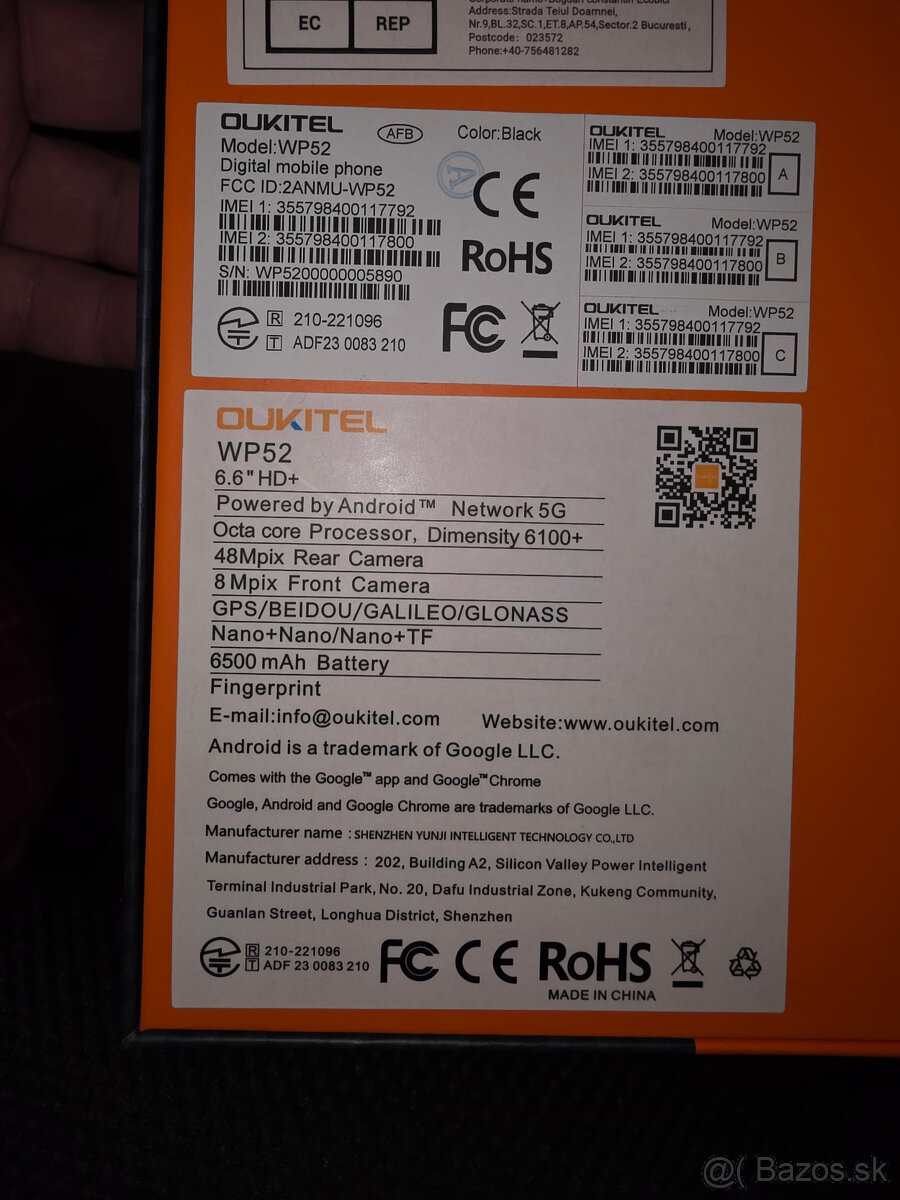 EC REP
Address:Strada Teiul Doamnei,
Nr.9,BL.32,SC.1,ET.8,AP.54,Sector.2 Bucuresti,
Postcode: 023572
Phone:+40-756481282
OUKITEL AFB Color:Black
Model:WP52
Digital mobile phone
FCC ID:2ANMU-WP52
IMEI 1: 355798400117792
IMEI 2: 355798400117800
S/N: WP5200000005890
R 210-221096
T ADF23 0083 210
A
CE
RoHS
FC
OUKITEL Model:WP52
IMEI 1: 355798400117792
IMEI 2: 355798400117800
A
OUKITEL Model:WP52
IMEI 1: 355798400117792
IMEI 2: 355798400117800
B
OUKITEL Model:WP52
IMEI 1: 355798400117792
IMEI 2: 355798400117800
C
OUKITEL
WP52
6.6" HD+
Powered by Android™ Network 5G
Octa core Processor, Dimensity 6100+
48Mpix Rear Camera
8 Mpix Front Camera
GPS/BEIDOU/GALILEO/GLONASS
Nano+Nano/Nano+TF
6500 mAh Battery
Fingerprint
E-mail:info@oukitel.com Website:www.oukitel.com
Android is a trademark of Google LLC.
Comes with the Google™ app and Google™ Chrome
Google, Android and Google Chrome are trademarks of Google LLC.
Manufacturer name : SHENZHEN YUNJI INTELLIGENT TECHNOLOGY CO.,LTD
Manufacturer address : 202, Building A2, Silicon Valley Power Intelligent
Terminal Industrial Park, No. 20, Dafu Industrial Zone, Kukeng Community,
Guanlan Street, Longhua District, Shenzhen
R 210-221096
T ADF 23 0083 210
FC CE RoHS
MADE IN CHINA
@( Bazos.sk